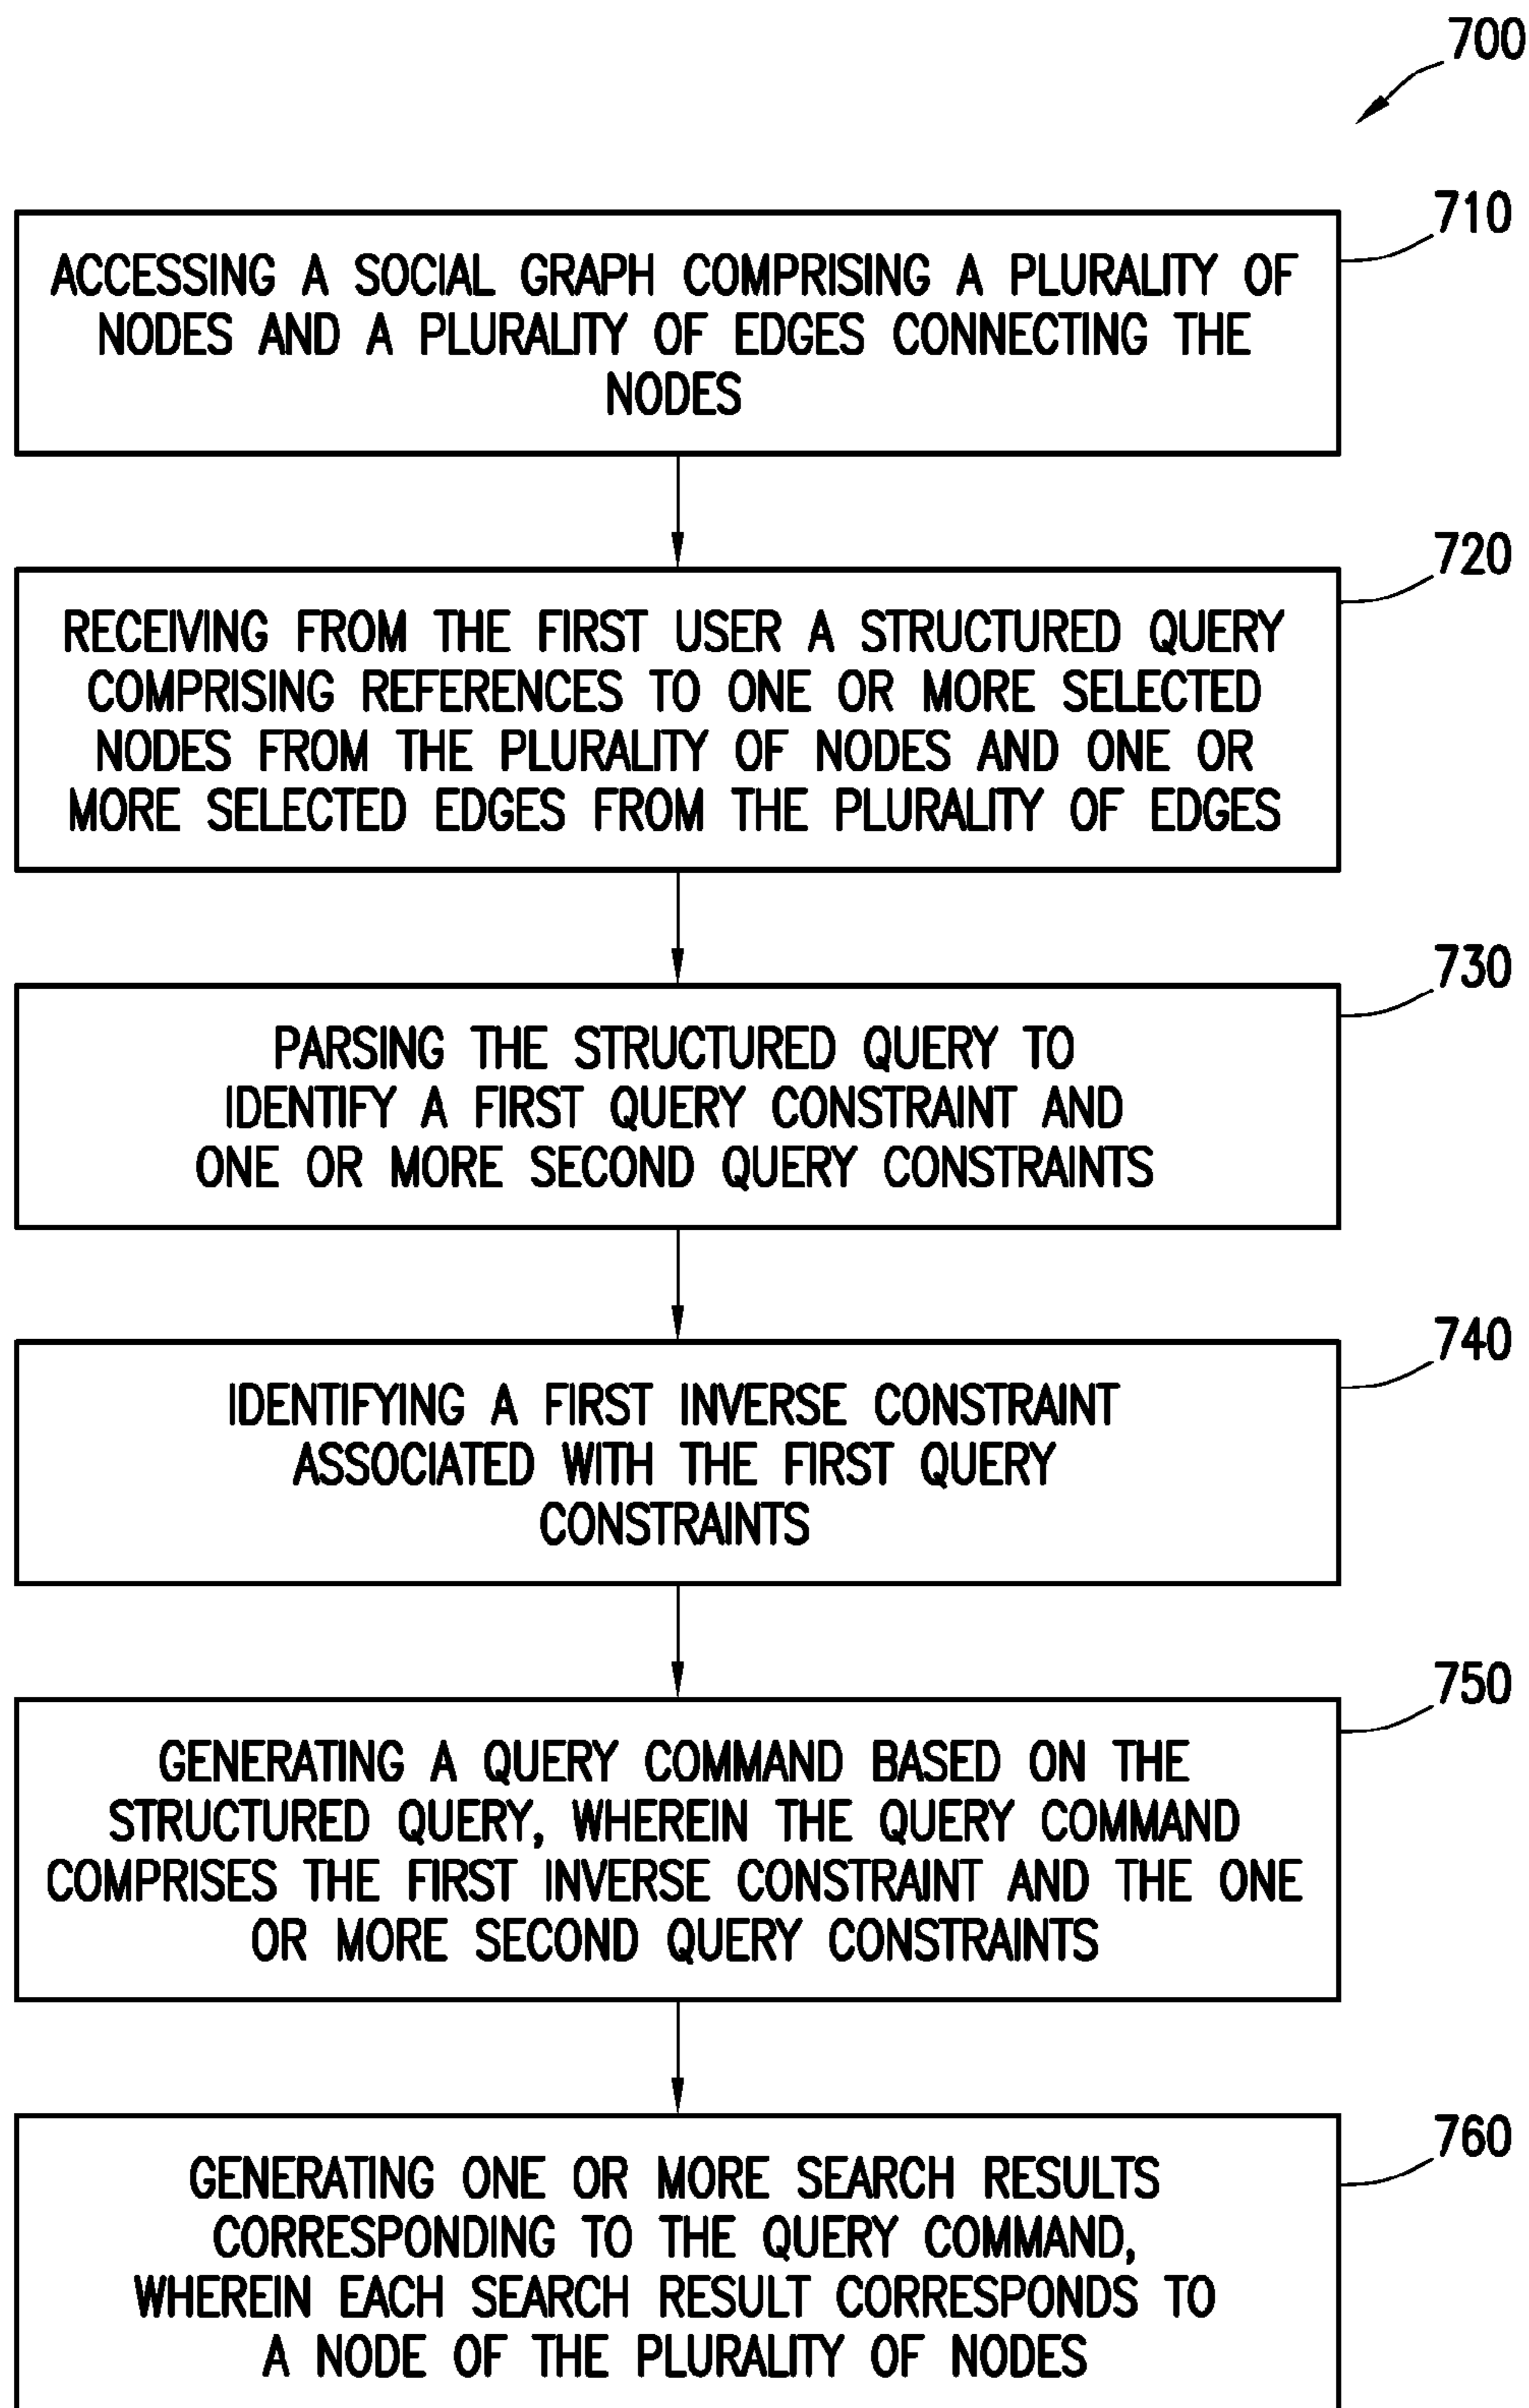 700
710
ACCESSING A SOCIAL GRAPH COMPRISING A PLURALITY OF
NODES AND A PLURALITY OF EDGES CONNECTING THE
NODES
720
RECEIVING FROM THE FIRST USER A STRUCTURED QUERY
COMPRISING REFERENCES TO ONE OR MORE SELECTED
NODES FROM THE PLURALITY OF NODES AND ONE OR
MORE SELECTED EDGES FROM THE PLURALITY OF EDGES
730
PARSING THE STRUCTURED QUERY TO
IDENTIFY A FIRST QUERY CONSTRAINT AND
ONE OR MORE SECOND QUERY CONSTRAINTS
740
IDENTIFYING A FIRST INVERSE CONSTRAINT
ASSOCIATED WITH THE FIRST QUERY
CONSTRAINTS
750
GENERATING A QUERY COMMAND BASED ON THE
STRUCTURED QUERY, WHEREIN THE QUERY COMMAND
COMPRISES THE FIRST INVERSE CONSTRAINT AND THE ONE
OR MORE SECOND QUERY CONSTRAINTS
760
GENERATING ONE OR MORE SEARCH RESULTS
CORRESPONDING TO THE QUERY COMMAND,
WHEREIN EACH SEARCH RESULT CORRESPONDS TO
A NODE OF THE PLURALITY OF NODES